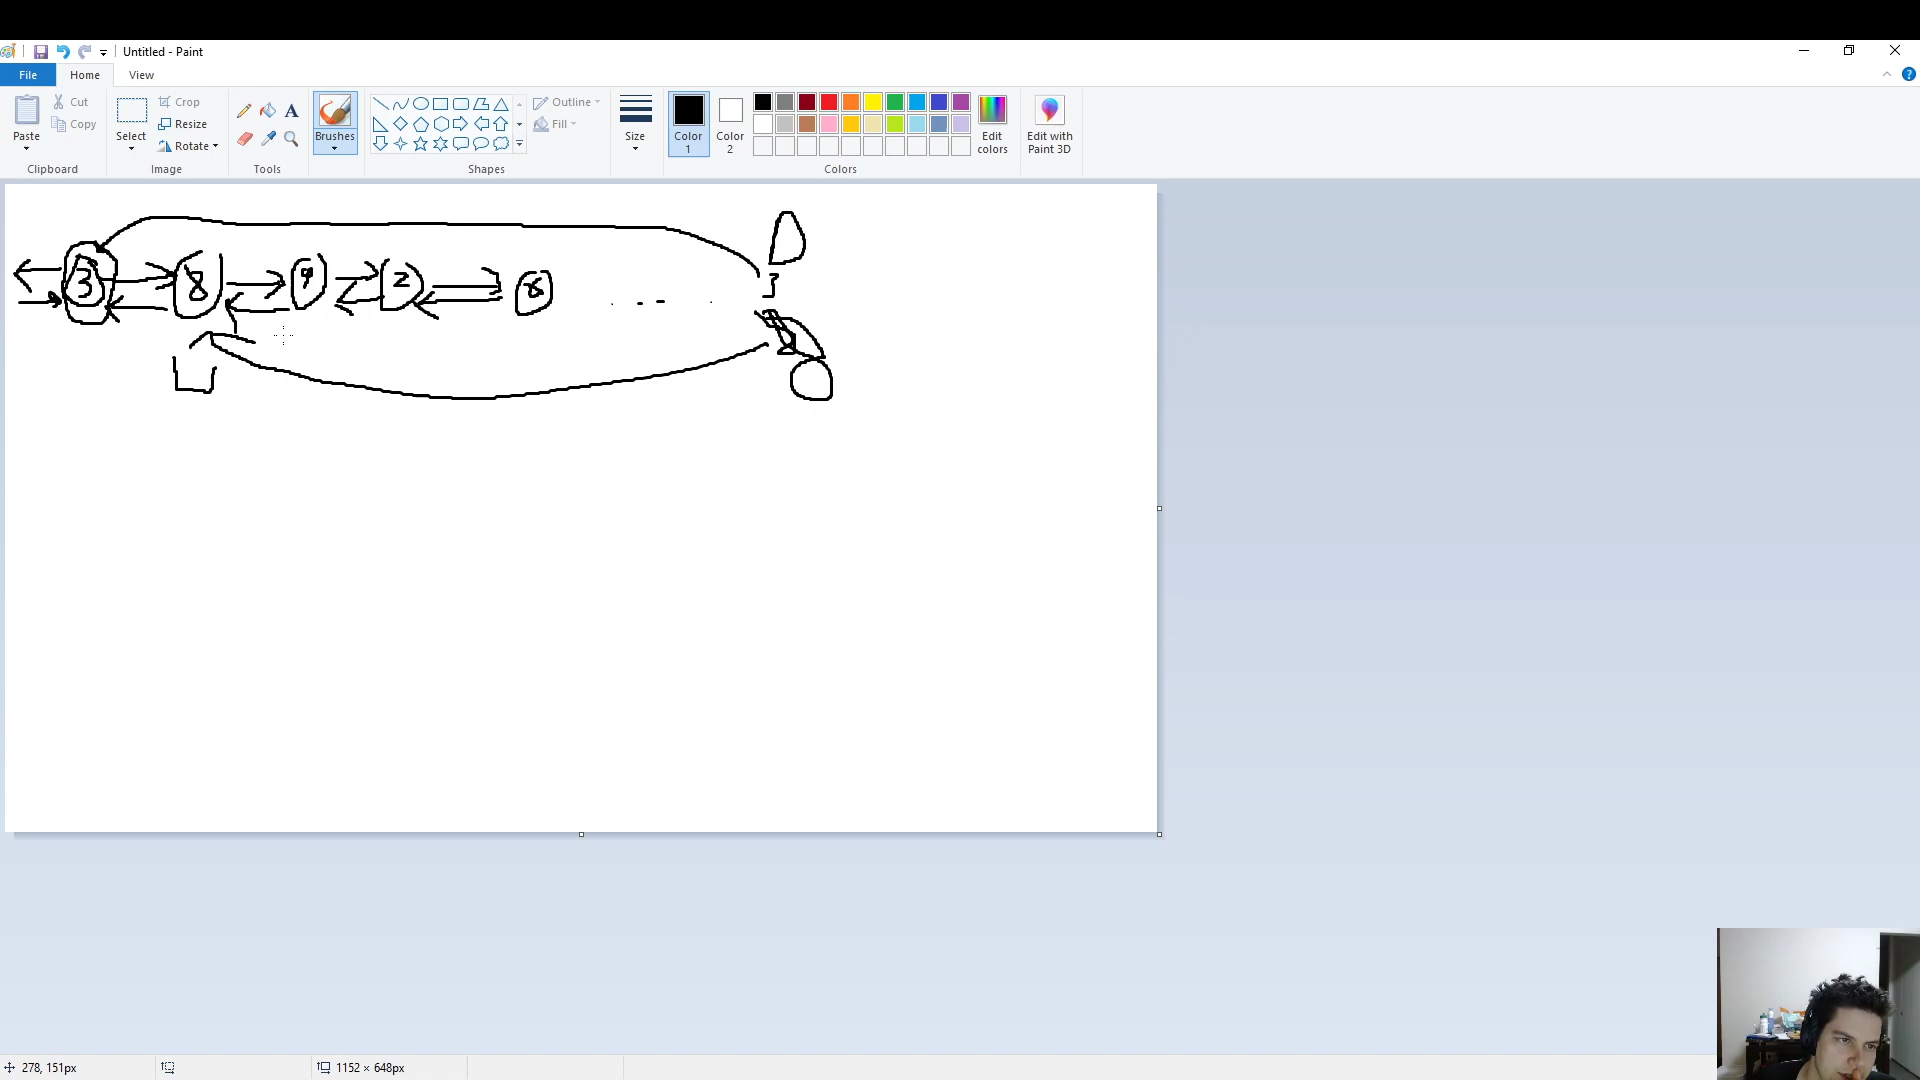 Untitled - Paint
File Home View
Cut
Copy
Paste
Clipboard
Select
Crop
Resize
Rotate
Image
A
Tools
Brushes
Outline
Fill
Shapes
Size
Color 1
Color 2
Edit colors
Colors
Edit with Paint 3D
3 8 9 2
278, 151px
1152 × 648px